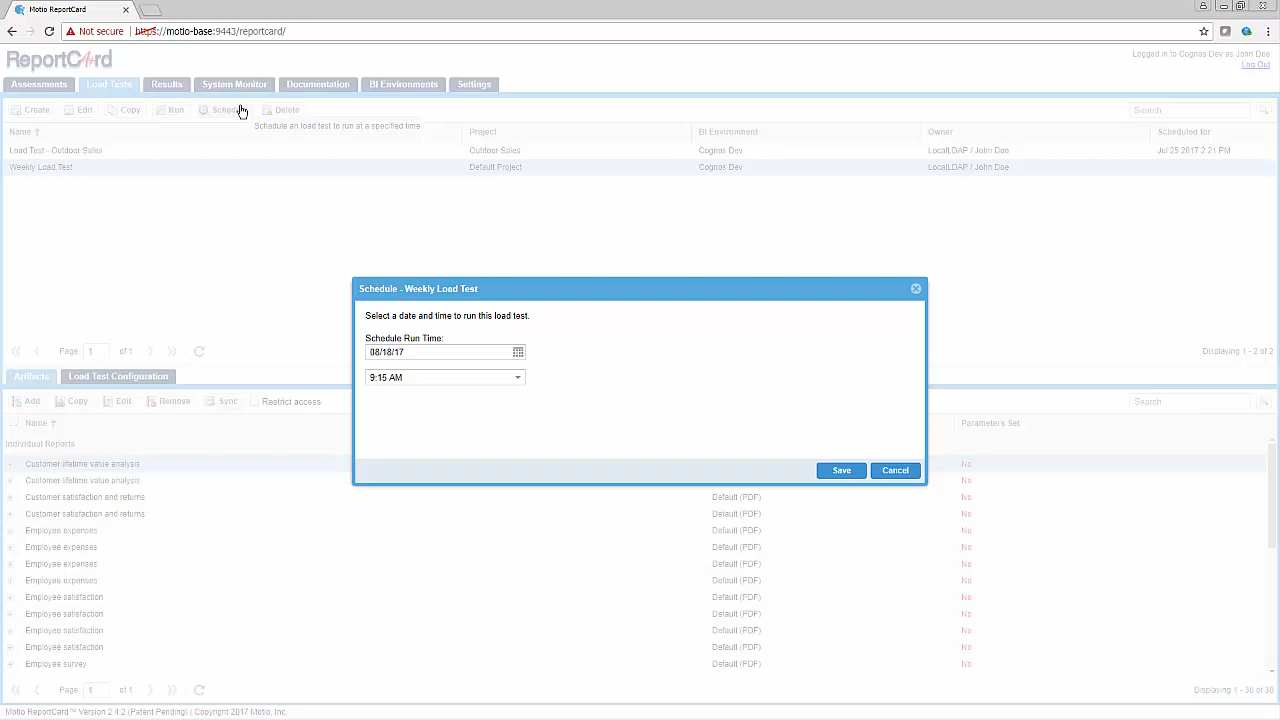 Motio ReportCard
Not secure https://motio-base:9443/reportcard/
ReportCard
Logged in to Cognos Dev as John Doe
Log Out
Assessments Load Tests Results System Monitor Documentation BI Environments Settings
Create Edit Copy Run Schedu Delete Search
Schedule an load test to run at a specified time
Name Project BI Environment Owner Scheduled for
Load Test - Outdoor Sales Outdoor Sales Cognos Dev LocalLDAP / John Doe Jul 25 2017 2:21 PM
Weekly Load Test Default Project Cognos Dev LocalLDAP / John Doe
Schedule - Weekly Load Test
Select a date and time to run this load test.
Schedule Run Time:
08/18/17
9:15 AM
Save Cancel
Page 1 of 1 Displaying 1 - 2 of 2
Artifacts Load Test Configuration
Add Copy Edit Remove Sync Restrict access Search
... Name Parameters Set
Individual Reports
Customer lifetime value analysis No
Customer lifetime value analysis No
Customer satisfaction and returns Default (PDF) No
Customer satisfaction and returns Default (PDF) No
Employee expenses Default (PDF) No
Employee expenses Default (PDF) No
Employee expenses Default (PDF) No
Employee expenses Default (PDF) No
Employee satisfaction Default (PDF) No
Employee satisfaction Default (PDF) No
Employee satisfaction Default (PDF) No
Employee satisfaction Default (PDF) No
Employee survey Default (PDF) No
Page 1 of 1 Displaying 1 - 30 of 30
Motio ReportCard™ Version 2.4.2 (Patent Pending) | Copyright 2017 Motio, Inc.